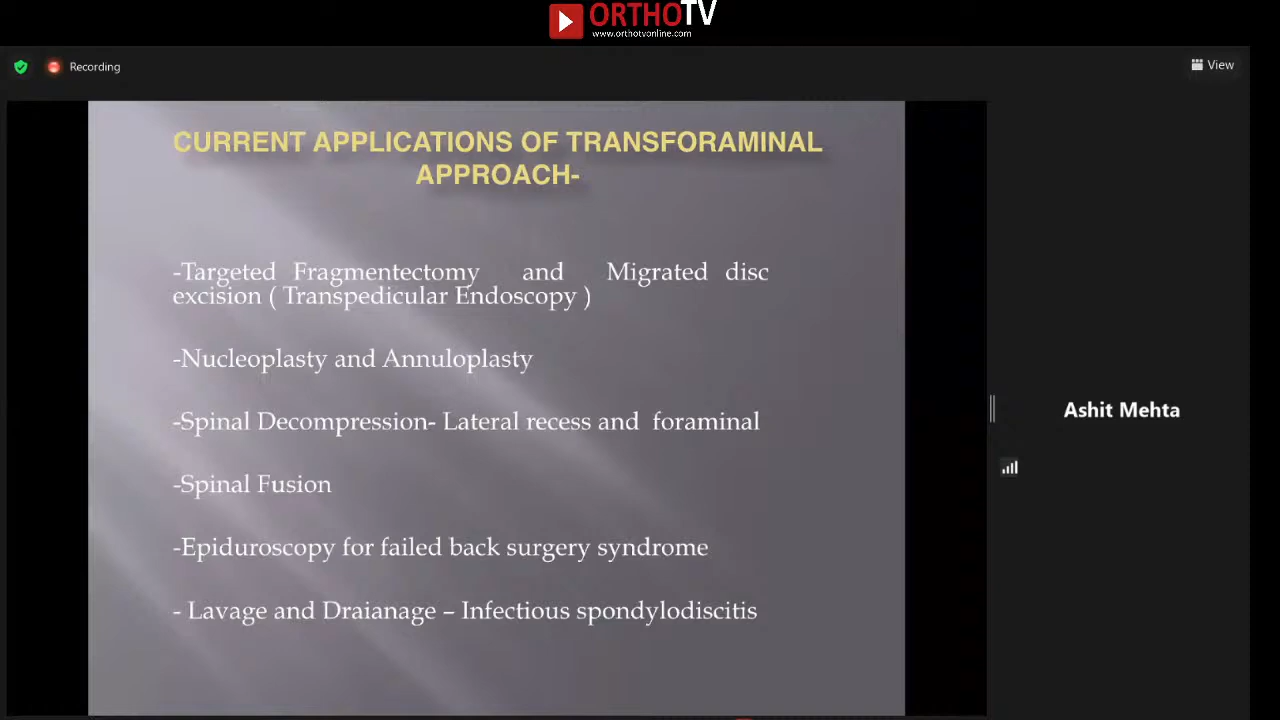 ORTHOTV
www.orthotvonline.com
Recording
View
CURRENT APPLICATIONS OF TRANSFORAMINAL
APPROACH-
-Targeted Fragmentectomy and Migrated disc
excision ( Transpedicular Endoscopy )
-Nucleoplasty and Annuloplasty
-Spinal Decompression- Lateral recess and foraminal
-Spinal Fusion
-Epiduroscopy for failed back surgery syndrome
- Lavage and Draianage – Infectious spondylodiscitis
Ashit Mehta